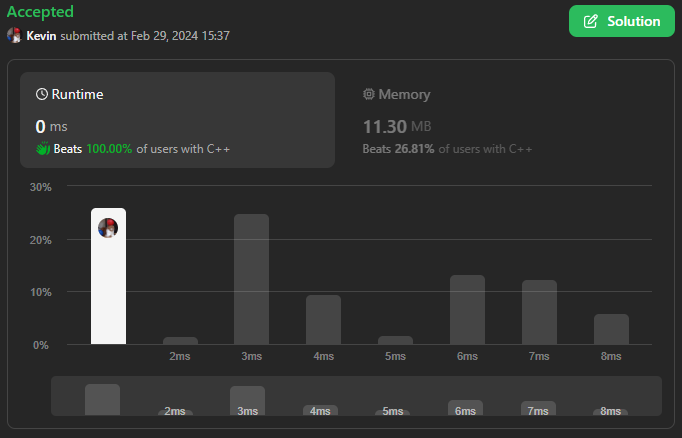 Accepted
Solution
Kevin submitted at Feb 29, 2024 15:37
Runtime
0 ms
Beats 100.00% of users with C++
Memory
11.30 MB
Beats 26.81% of users with C++
30%
20%
10%
0%
2ms 3ms 4ms 5ms 6ms 7ms 8ms
2ms 3ms 4ms 5ms 6ms 7ms 8ms